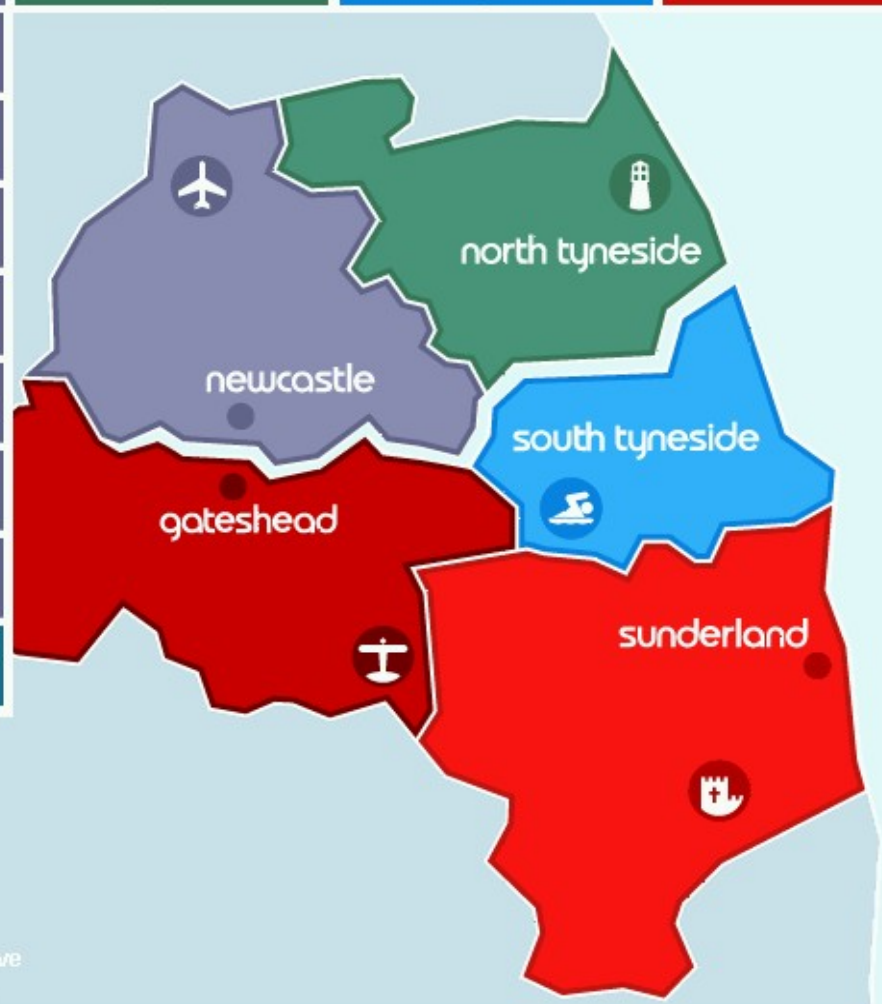 north tyneside
newcastle
south tyneside
gateshead
sunderland